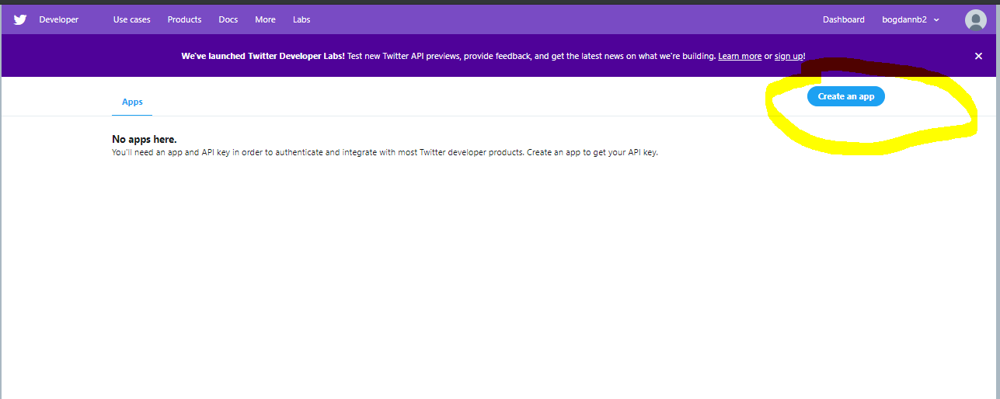 Developer Use cases Products Docs More Labs Dashboard bogdannb2
We've launched Twitter Developer Labs! Test new Twitter API previews, provide feedback, and get the latest news on what we're building. Learn more or sign up!
Apps
Create an app
No apps here.
You'll need an app and API key in order to authenticate and integrate with most Twitter developer products. Create an app to get your API key.